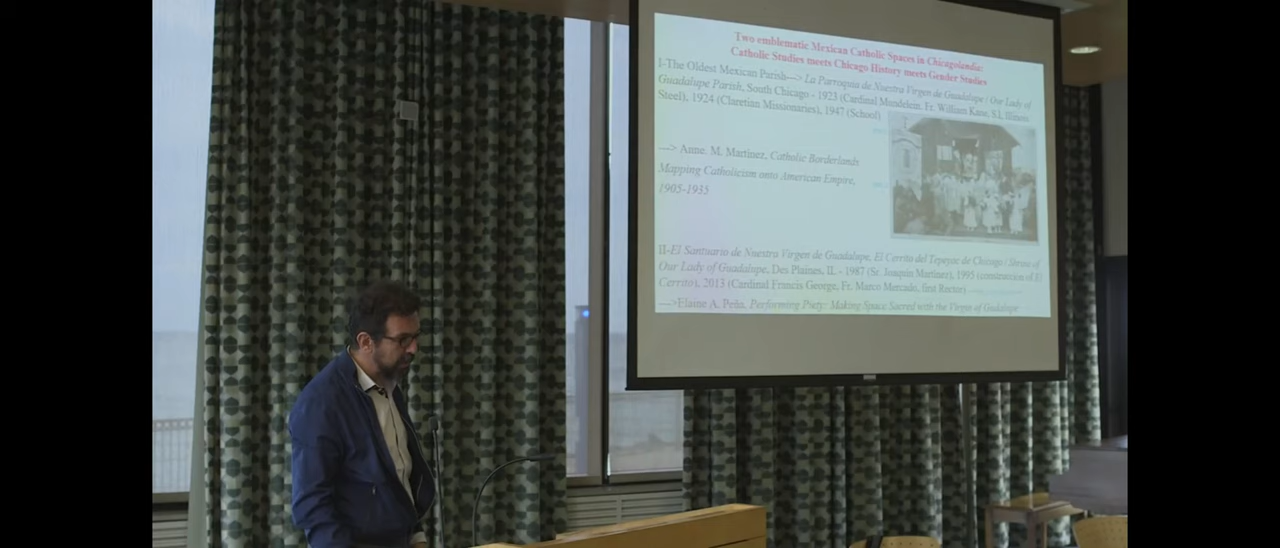 Two emblematic Mexican Catholic Spaces in Chicagolandia:
Catholic Studies meets Chicago History meets Gender Studies
I-The Oldest Mexican Parish---> La Parroquia de Nuestra Virgen de Guadalupe / Our Lady of
Guadalupe Parish, South Chicago - 1923 (Cardinal Mundelein, Fr. William Kane, S.J, Illinois
Steel), 1924 (Claretian Missionaries), 1947 (School)
---> Anne. M. Martinez, Catholic Borderlands
Mapping Catholicism onto American Empire,
1905-1935
II-El Santuario de Nuestra Virgen de Guadalupe, El Cerrito del Tepeyac de Chicago / Shrine of
Our Lady of Guadalupe, Des Plaines, IL - 1987 (Sr. Joaquin Martinez), 1995 (construction of El
Cerrito), 2013 (Cardinal Francis George, Fr. Marco Mercado, first Rector)
--->Elaine A. Peña, Performing Piety: Making Space Sacred with the Virgin of Guadalupe